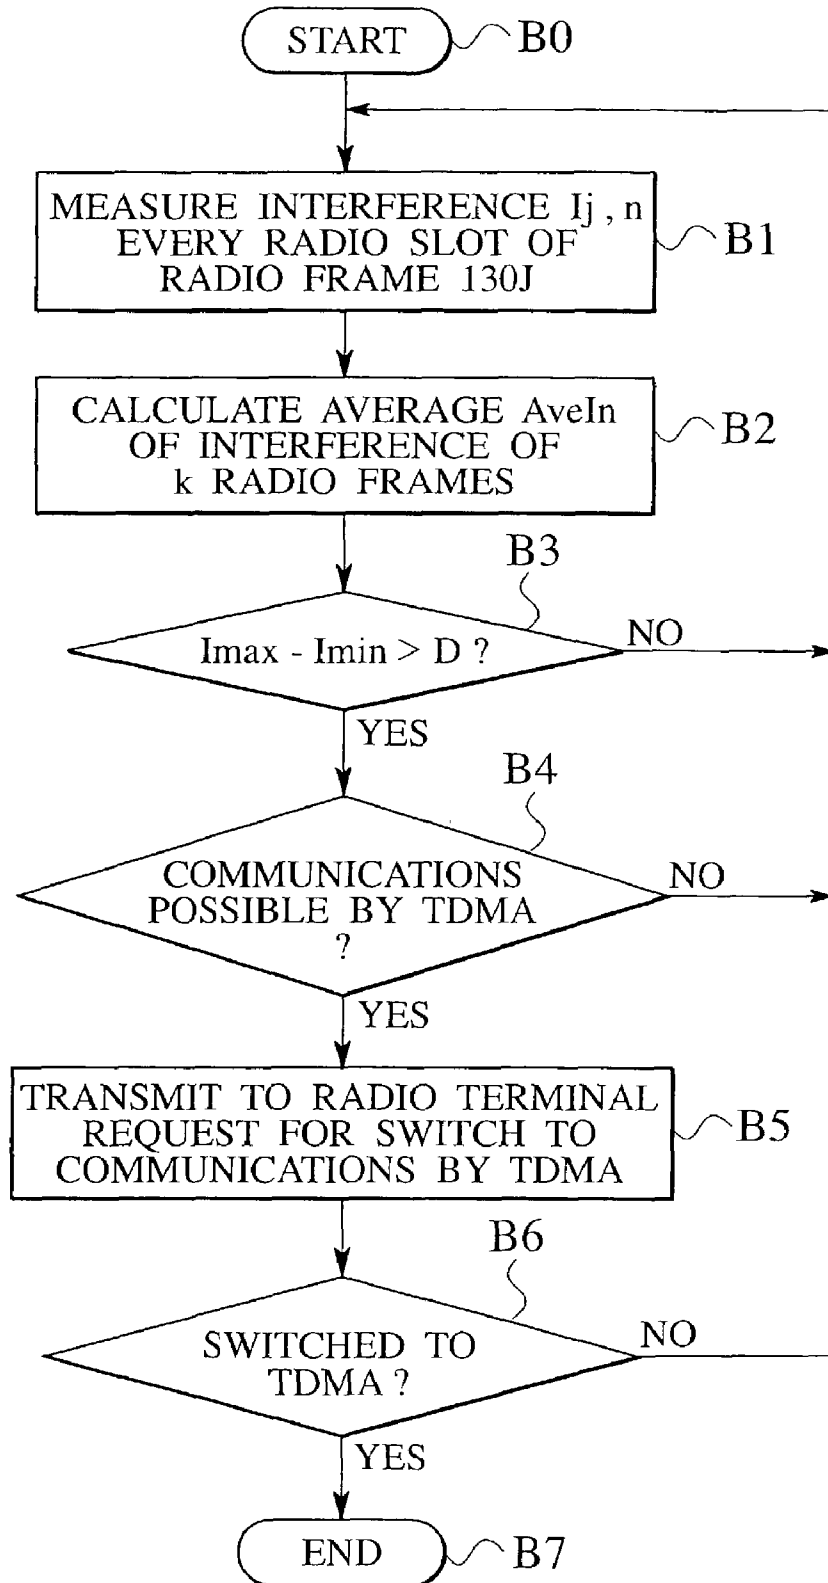 START
B0
MEASURE INTERFERENCE Ij , n
EVERY RADIO SLOT OF
RADIO FRAME 130J
B1
CALCULATE AVERAGE AveIn
OF INTERFERENCE OF
k RADIO FRAMES
B2
B3
Imax - Imin > D ?
NO
YES
B4
COMMUNICATIONS
POSSIBLE BY TDMA
?
NO
YES
TRANSMIT TO RADIO TERMINAL
REQUEST FOR SWITCH TO
COMMUNICATIONS BY TDMA
B5
B6
SWITCHED TO
TDMA ?
NO
YES
END
B7